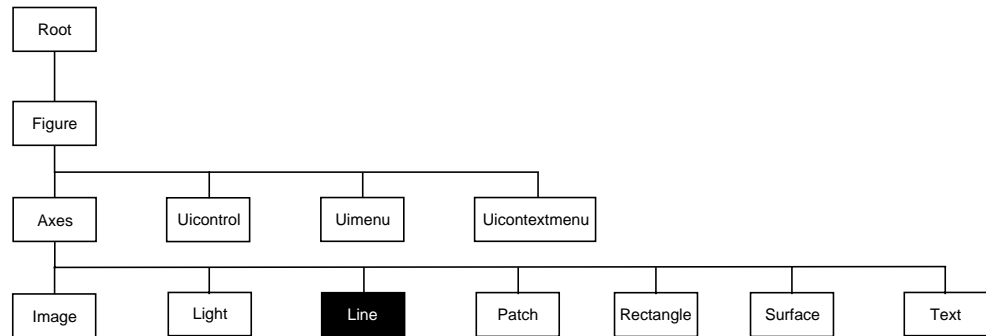 Root
Figure
Axes
Uicontrol
Uimenu
Uicontextmenu
Image
Light
Line
Patch
Rectangle
Surface
Text